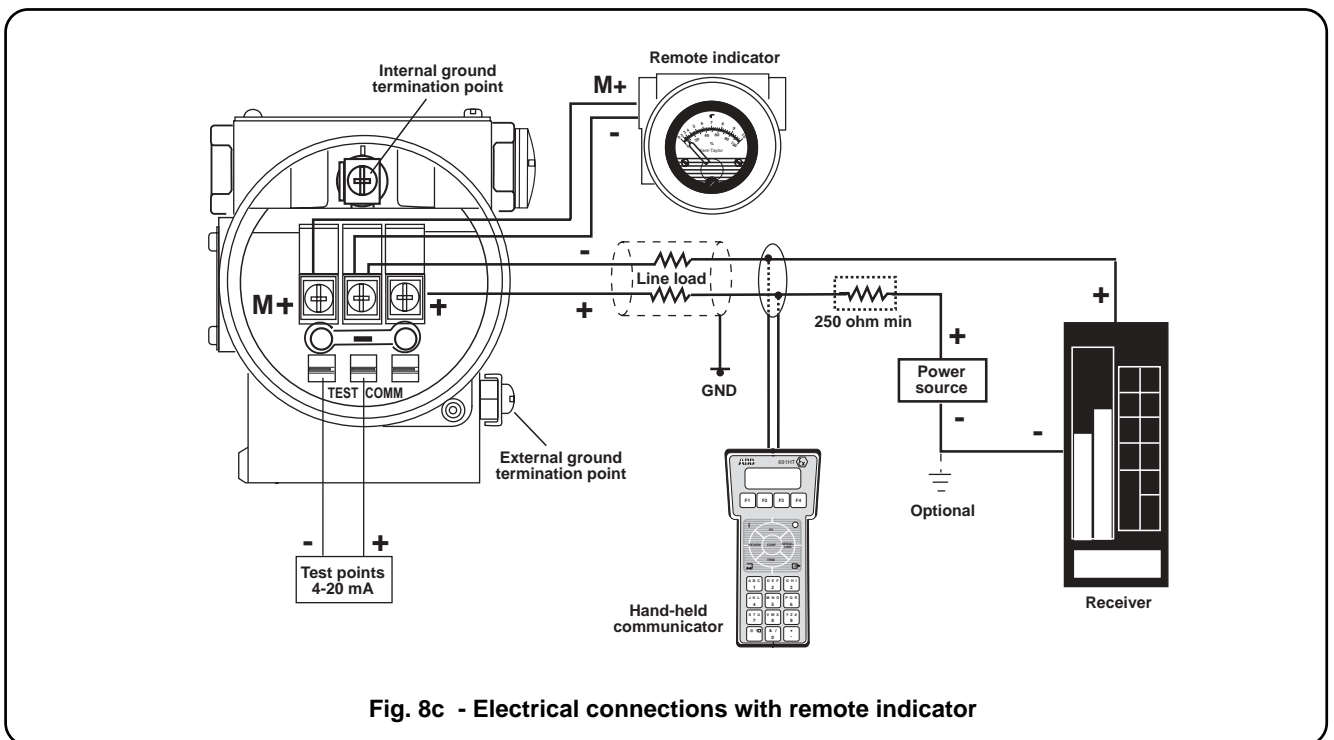 Remote indicator
Internal ground
termination point
M+
-
-
Line load
M+
+
+
250 ohm min
+
+
Power
source
GND
TEST COMM
-
-
External ground
termination point
Optional
-
+
Test points
4-20 mA
ABB
691HT
F1 F2 F3 F4
Hand-held
communicator
Receiver
Fig. 8c - Electrical connections with remote indicator